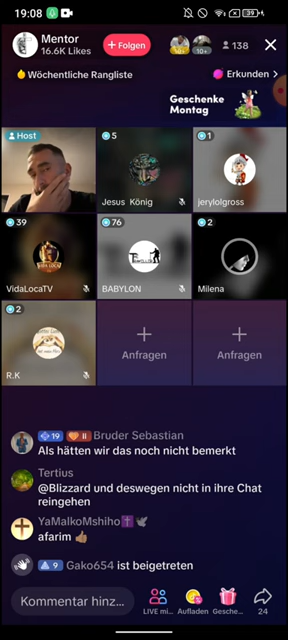 19:08
39
Mentor
16.6K Likes
+ Folgen
10+
138
Wöchentliche Rangliste
Erkunden >
Geschenke
Montag
Host
5
Jesus König
1
jerylolgross
39
VidaLocaTV
76
BABYLON
2
Milena
2
R.K
Anfragen
Anfragen
19 II Bruder Sebastian
Als hätten wir das noch nicht bemerkt
Tertius
@Blizzard und deswegen nicht in ihre Chat
reingehen
YaMalkoMshiho✝️🕊
afarim 👍🏽
9 Gako654 ist beigetreten
Kommentar hinz...
LIVE mi...
Aufladen
Gesche...
24